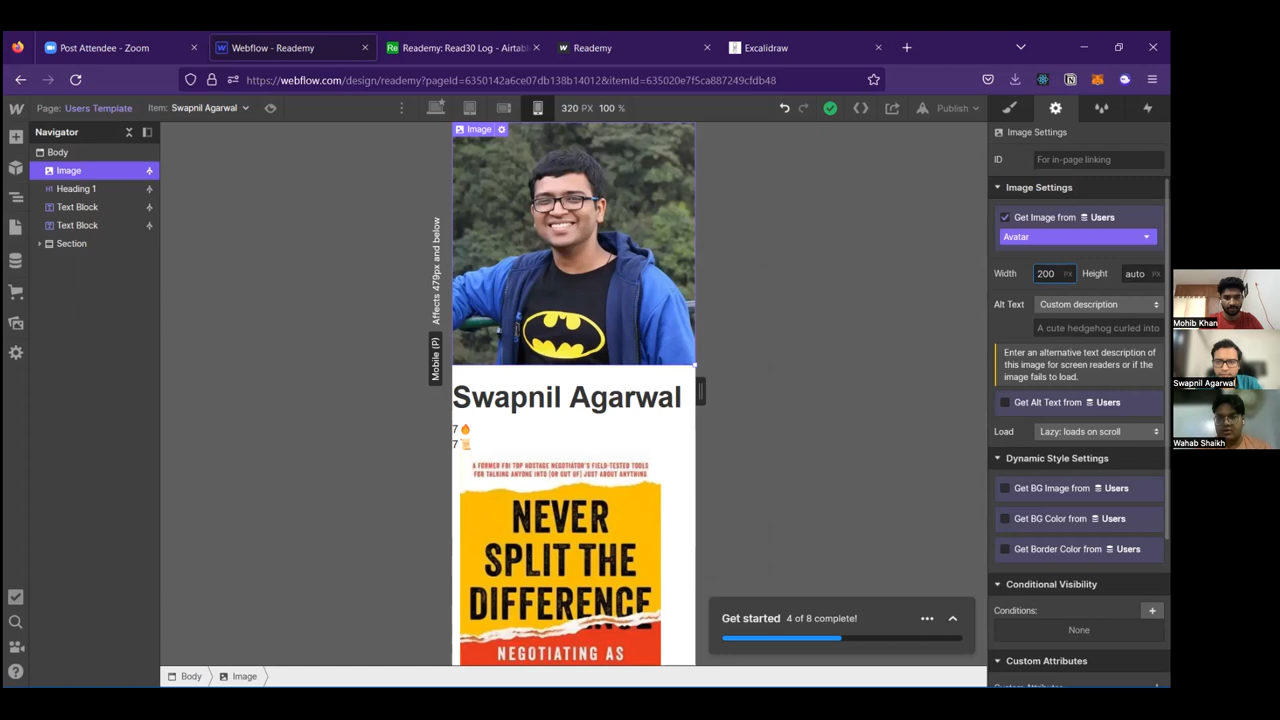 Post Attendee - Zoom
Webflow - Reademy
Re
Reademy: Read30 Log - Airtabl
Reademy
Excalidraw
https://webflow.com/design/reademy?pageId=6350142a6ce07db138b14012&itemId=635020e7f5ca887249cfdb48
Page: Users Template
Item: Swapnil Agarwal
320 PX 100 %
Publish
Navigator
Body
Image
H1 Heading 1
Text Block
Text Block
Section
Image
Affects 479px and below
Mobile (P)
Swapnil Agarwal
7
7
A FORMER FBI TOP HOSTAGE NEGOTIATOR'S FIELD-TESTED TOOLS
FOR TALKING ANYONE INTO (OR OUT OF) JUST ABOUT ANYTHING
NEVER
SPLIT THE
DIFFERENCE
NEGOTIATING AS
Get started 4 of 8 complete!
Body
Image
Image Settings
ID For in-page linking
Image Settings
Get Image from Users
Avatar
Width 200 PX Height auto PX
Alt Text Custom description
A cute hedgehog curled into
Enter an alternative text description of
this image for screen readers or if the
image fails to load.
Get Alt Text from Users
Load Lazy: loads on scroll
Dynamic Style Settings
Get BG Image from Users
Get BG Color from Users
Get Border Color from Users
Conditional Visibility
Conditions:
None
Custom Attributes
Mohib Khan
Swapnil Agarwal
Wahab Shaikh